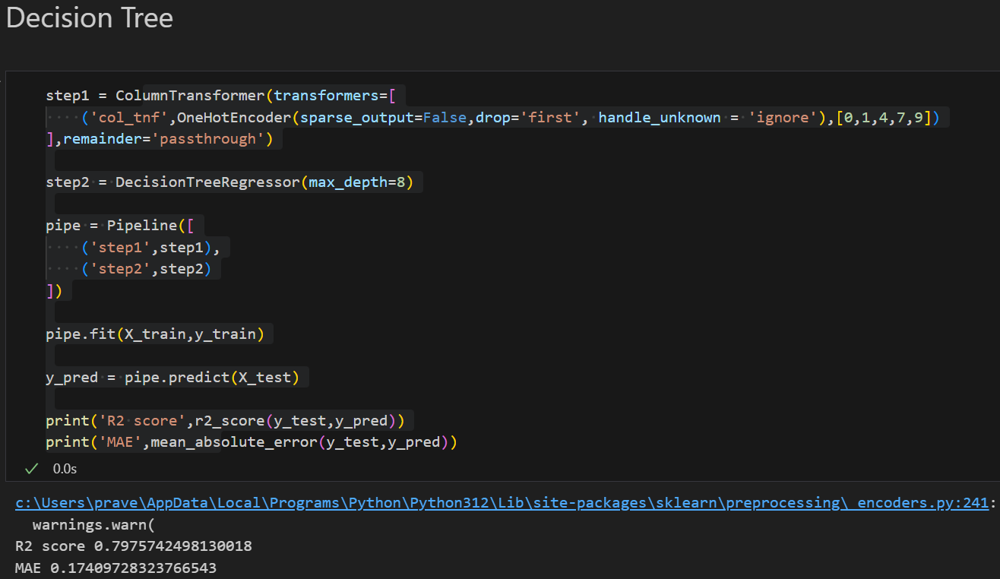 Decision Tree
step1 = ColumnTransformer(transformers=[
    ('col_tnf',OneHotEncoder(sparse_output=False,drop='first', handle_unknown = 'ignore'),[0,1,4,7,9])
],remainder='passthrough')
step2 = DecisionTreeRegressor(max_depth=8)
pipe = Pipeline([
    ('step1',step1),
    ('step2',step2)
])
pipe.fit(X_train,y_train)
y_pred = pipe.predict(X_test)
print('R2 score',r2_score(y_test,y_pred))
print('MAE',mean_absolute_error(y_test,y_pred))
0.0s
c:\Users\prave\AppData\Local\Programs\Python\Python312\Lib\site-packages\sklearn\preprocessing\_encoders.py:241:
  warnings.warn(
R2 score 0.7975742498130018
MAE 0.17409728323766543